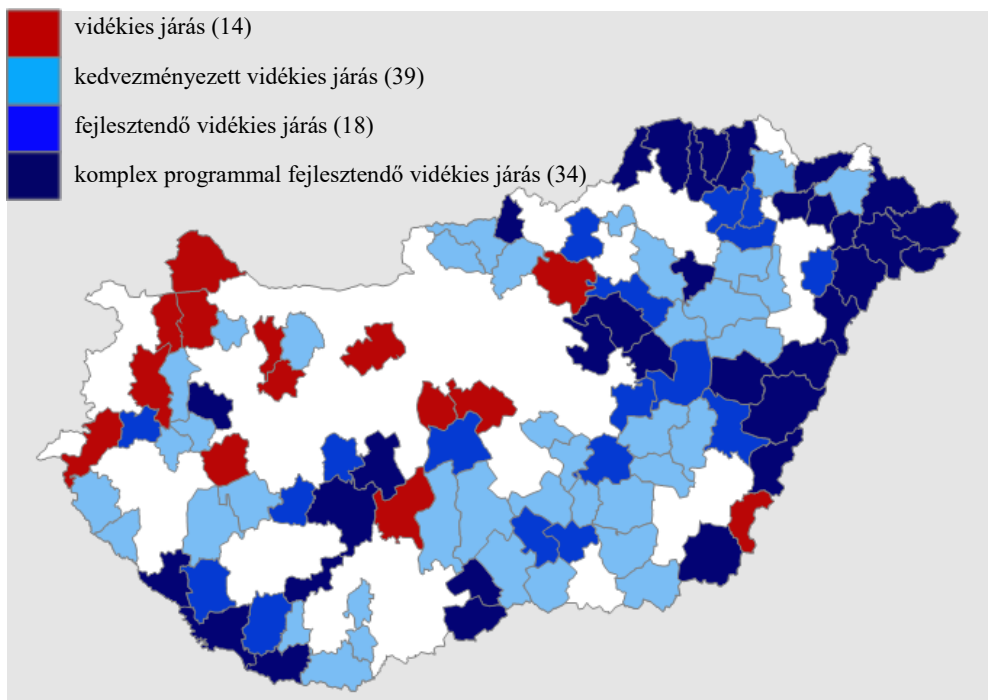 vidékies járás (14)
kedvezményezett vidékies járás (39)
fejlesztendő vidékies járás (18)
komplex programmal fejlesztendő vidékies járás (34)